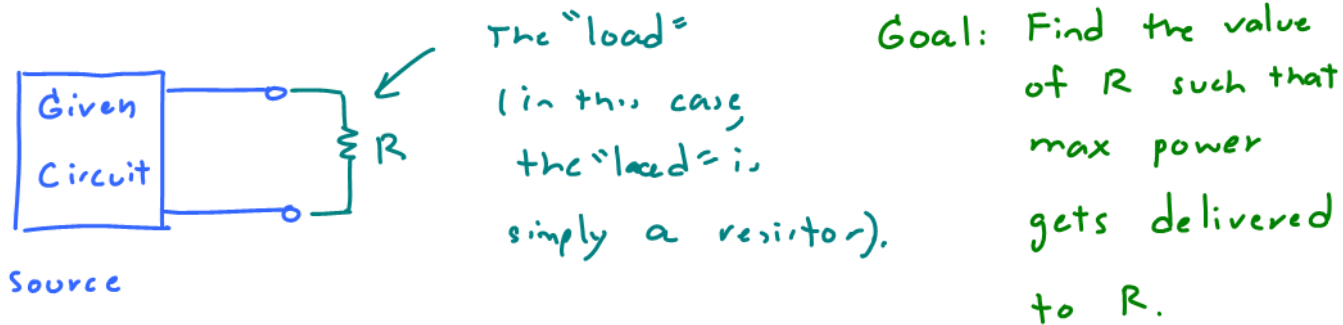 Given
Circuit
Source
R
The "load"
(in this case,
the "load" is
simply a resistor).
Goal: Find the value
of R such that
max power
gets delivered
to R.